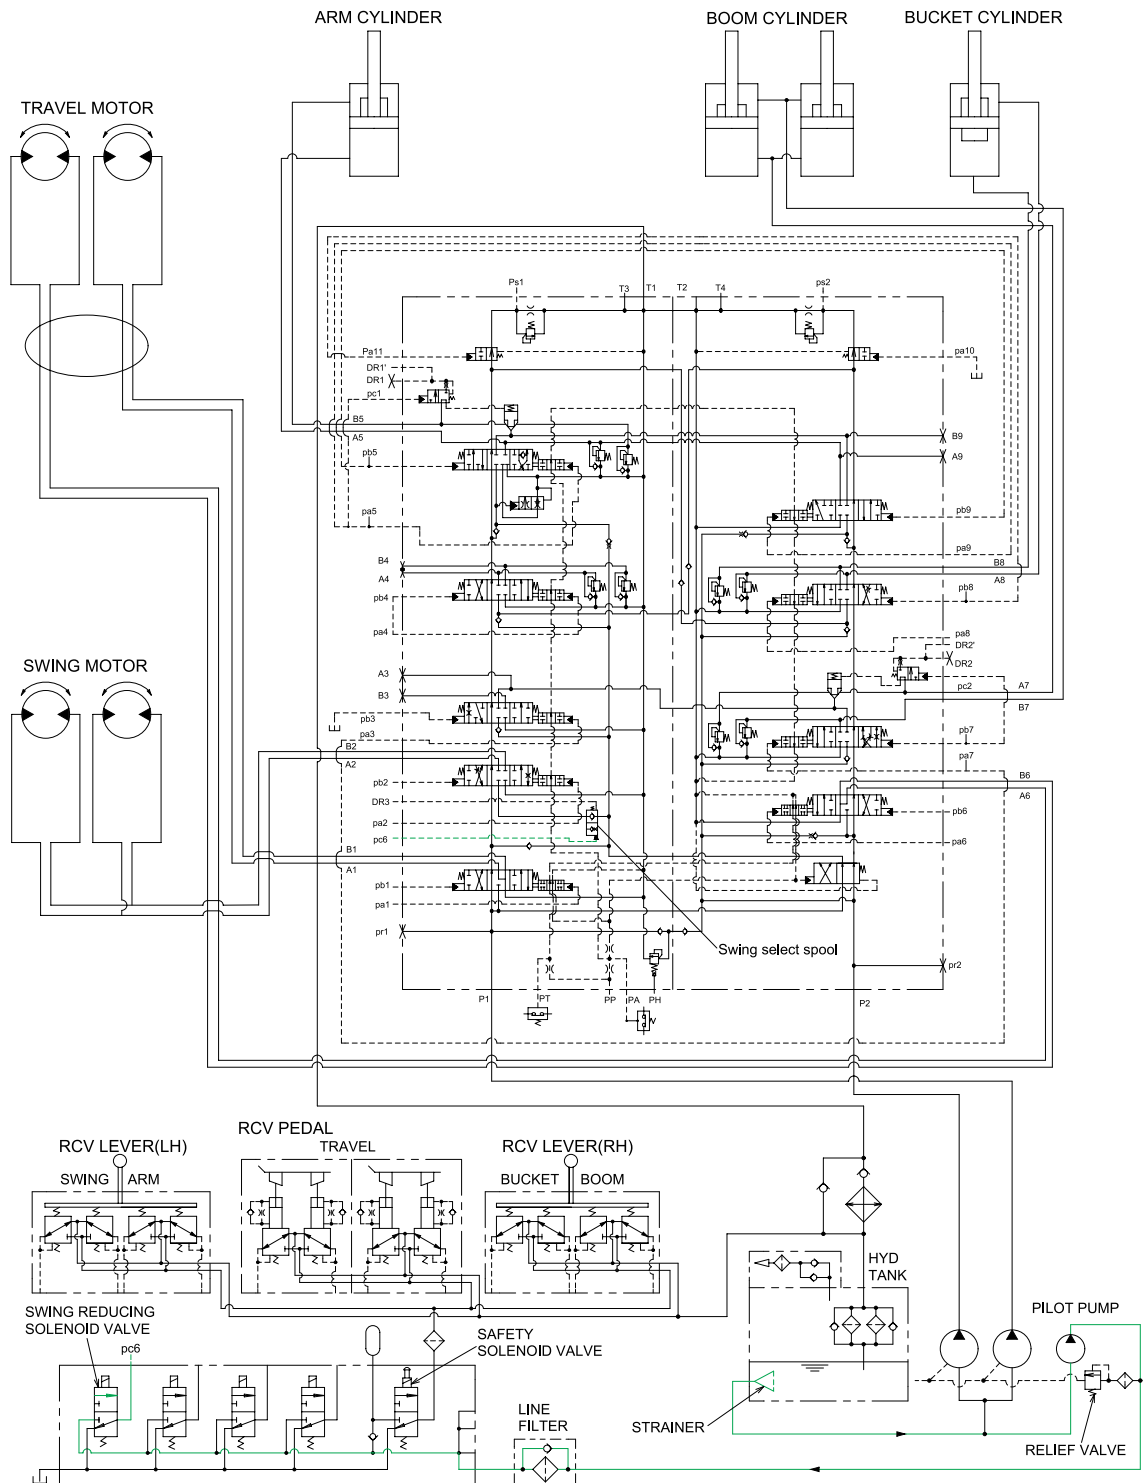 ARM CYLINDER
BOOM CYLINDER
BUCKET CYLINDER
TRAVEL MOTOR
Ps1
T3
T1
T2
T4
ps2
Pa11
pa10
DR1'
DR1
pc1
B5
A5
B9
A9
pb5
pb9
pa5
pa9
B4
A4
B8
A8
pb4
pb8
pa4
pa8
DR2'
DR2
SWING MOTOR
A3
B3
pc2
A7
B7
pb3
pa3
pb7
B2
A2
pa7
pb2
B6
DR3
A6
pa2
pb6
pc6
pa6
B1
A1
pb1
pa1
pr1
Swing select spool
pr2
P1
PT
PP
PA
PH
P2
RCV LEVER(LH)
SWING
ARM
RCV PEDAL
TRAVEL
RCV LEVER(RH)
BUCKET
BOOM
HYD
TANK
PILOT PUMP
SWING REDUCING
SOLENOID VALVE
pc6
SAFETY
SOLENOID VALVE
LINE
FILTER
STRAINER
RELIEF VALVE